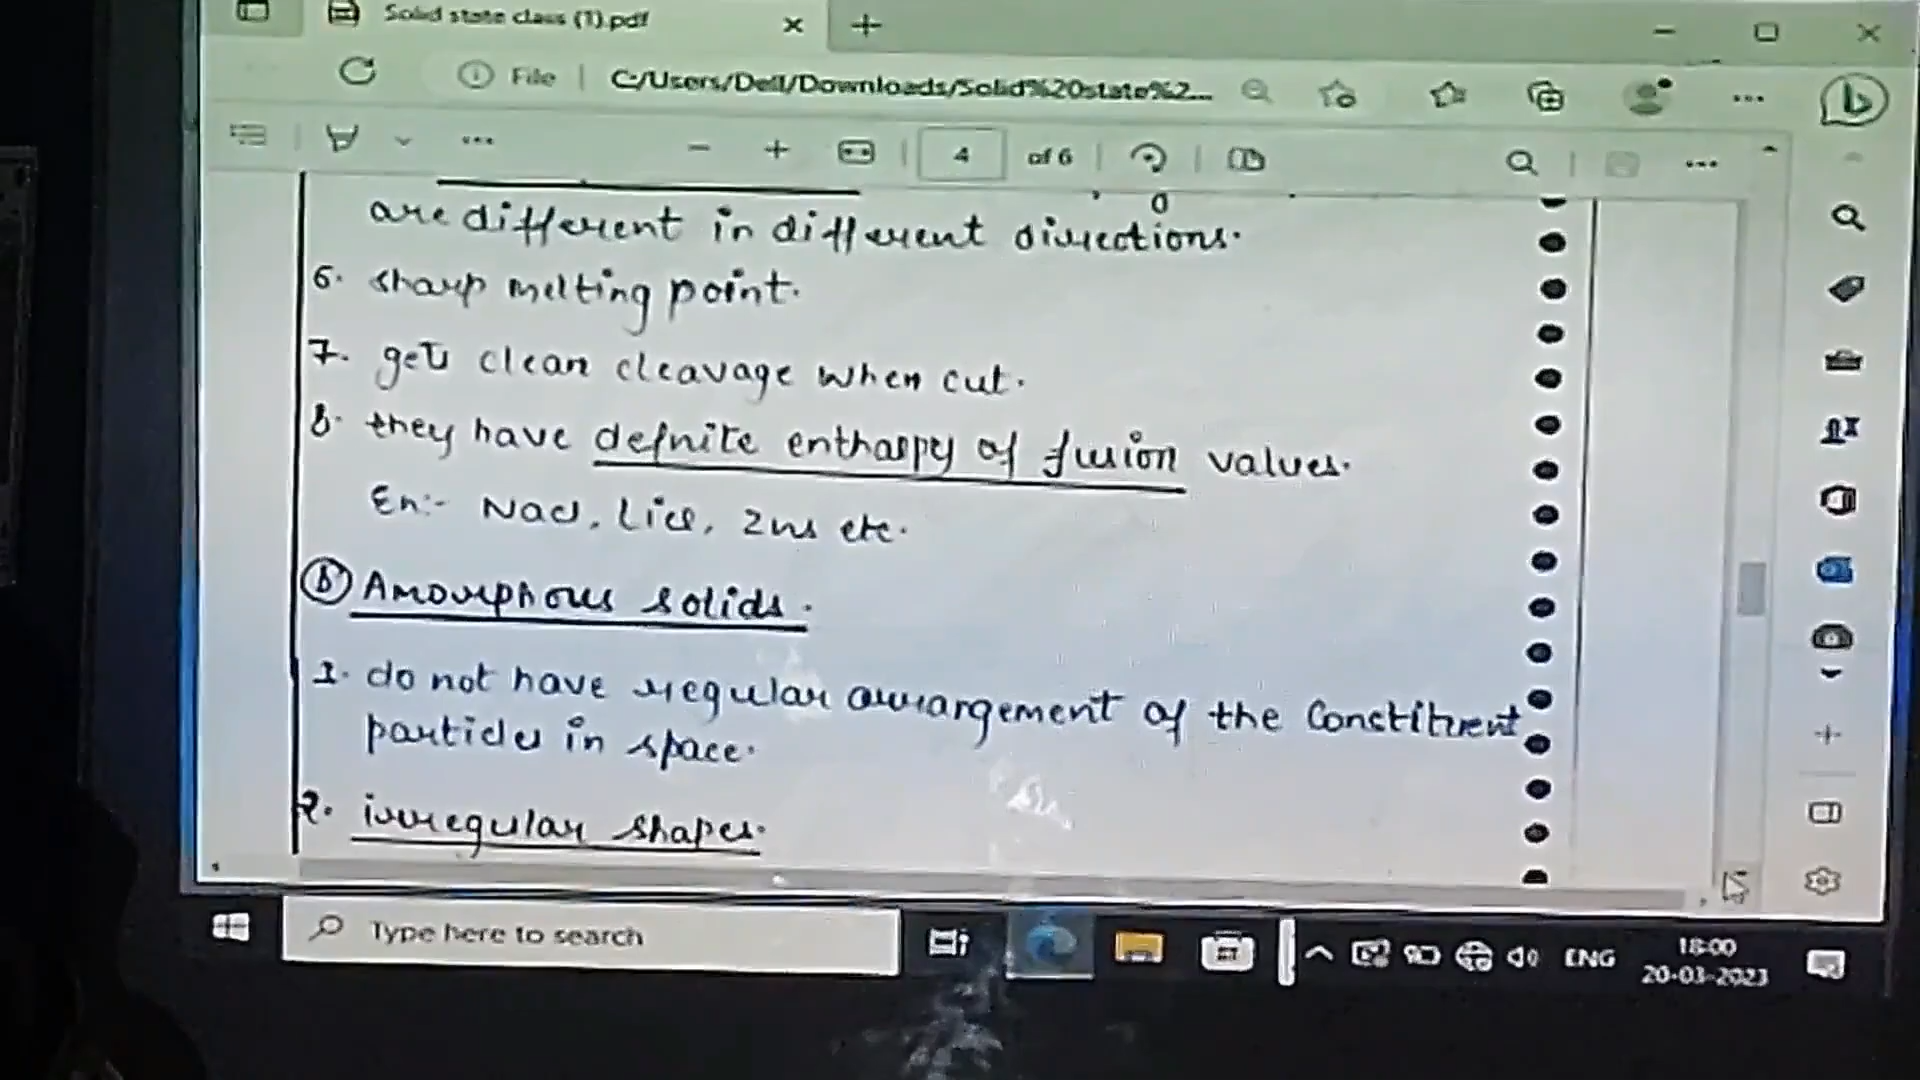 Solid state class (1).pdf
File | C:/Users/Dell/Downloads/Solid%20state%2...
4 of 6
are different in different directions.
6. sharp melting point.
7. gets clean cleavage when cut.
8. they have definite enthalpy of fusion values.
Ex:- NaCl, LiCl, ZnS etc.
(b) Amorphous solids.
1. do not have regular arrangement of the Constituent
particles in space.
2. irregular shapes.
Type here to search
ENG
18:00
20-03-2023